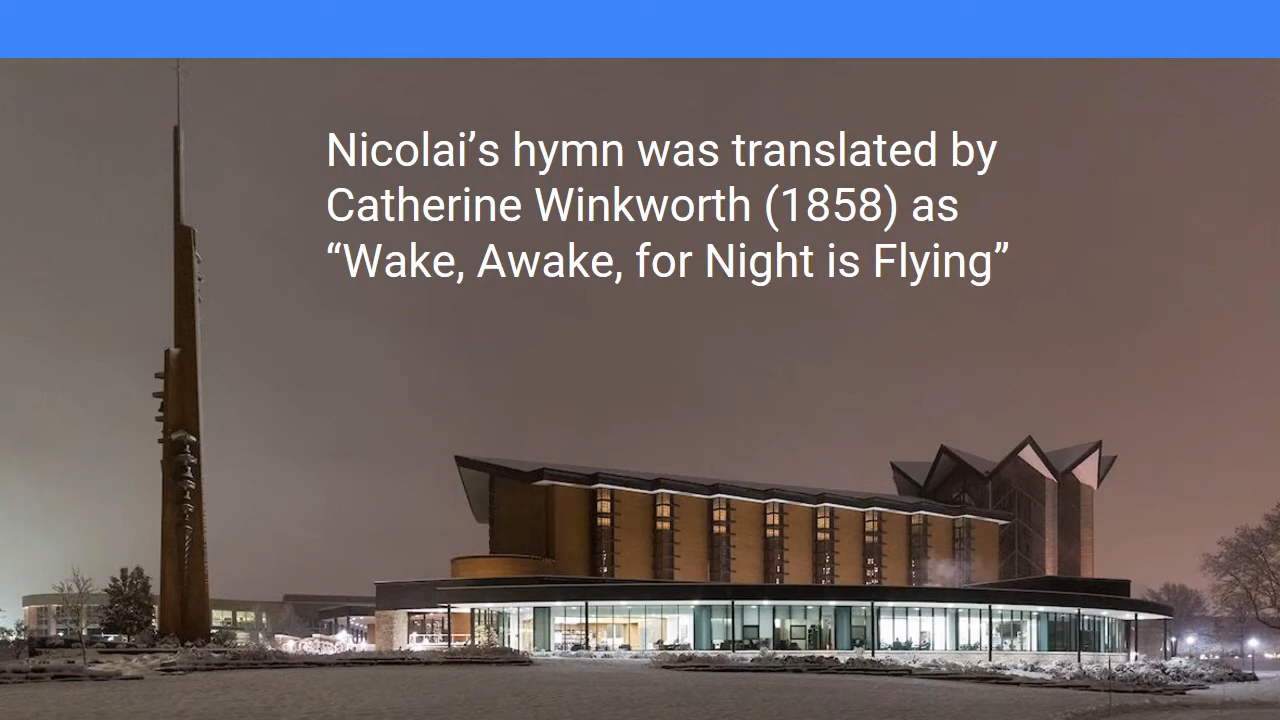 Nicolai’s hymn was translated by
Catherine Winkworth (1858) as
“Wake, Awake, for Night is Flying”